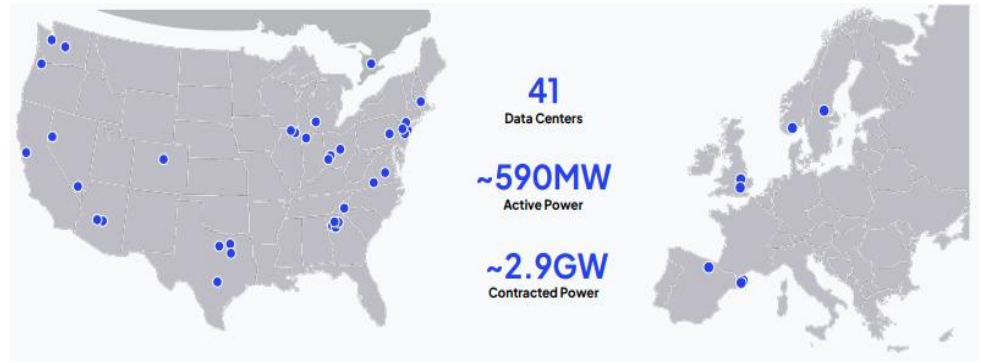 41
Data Centers
~590MW
Active Power
~2.9GW
Contracted Power